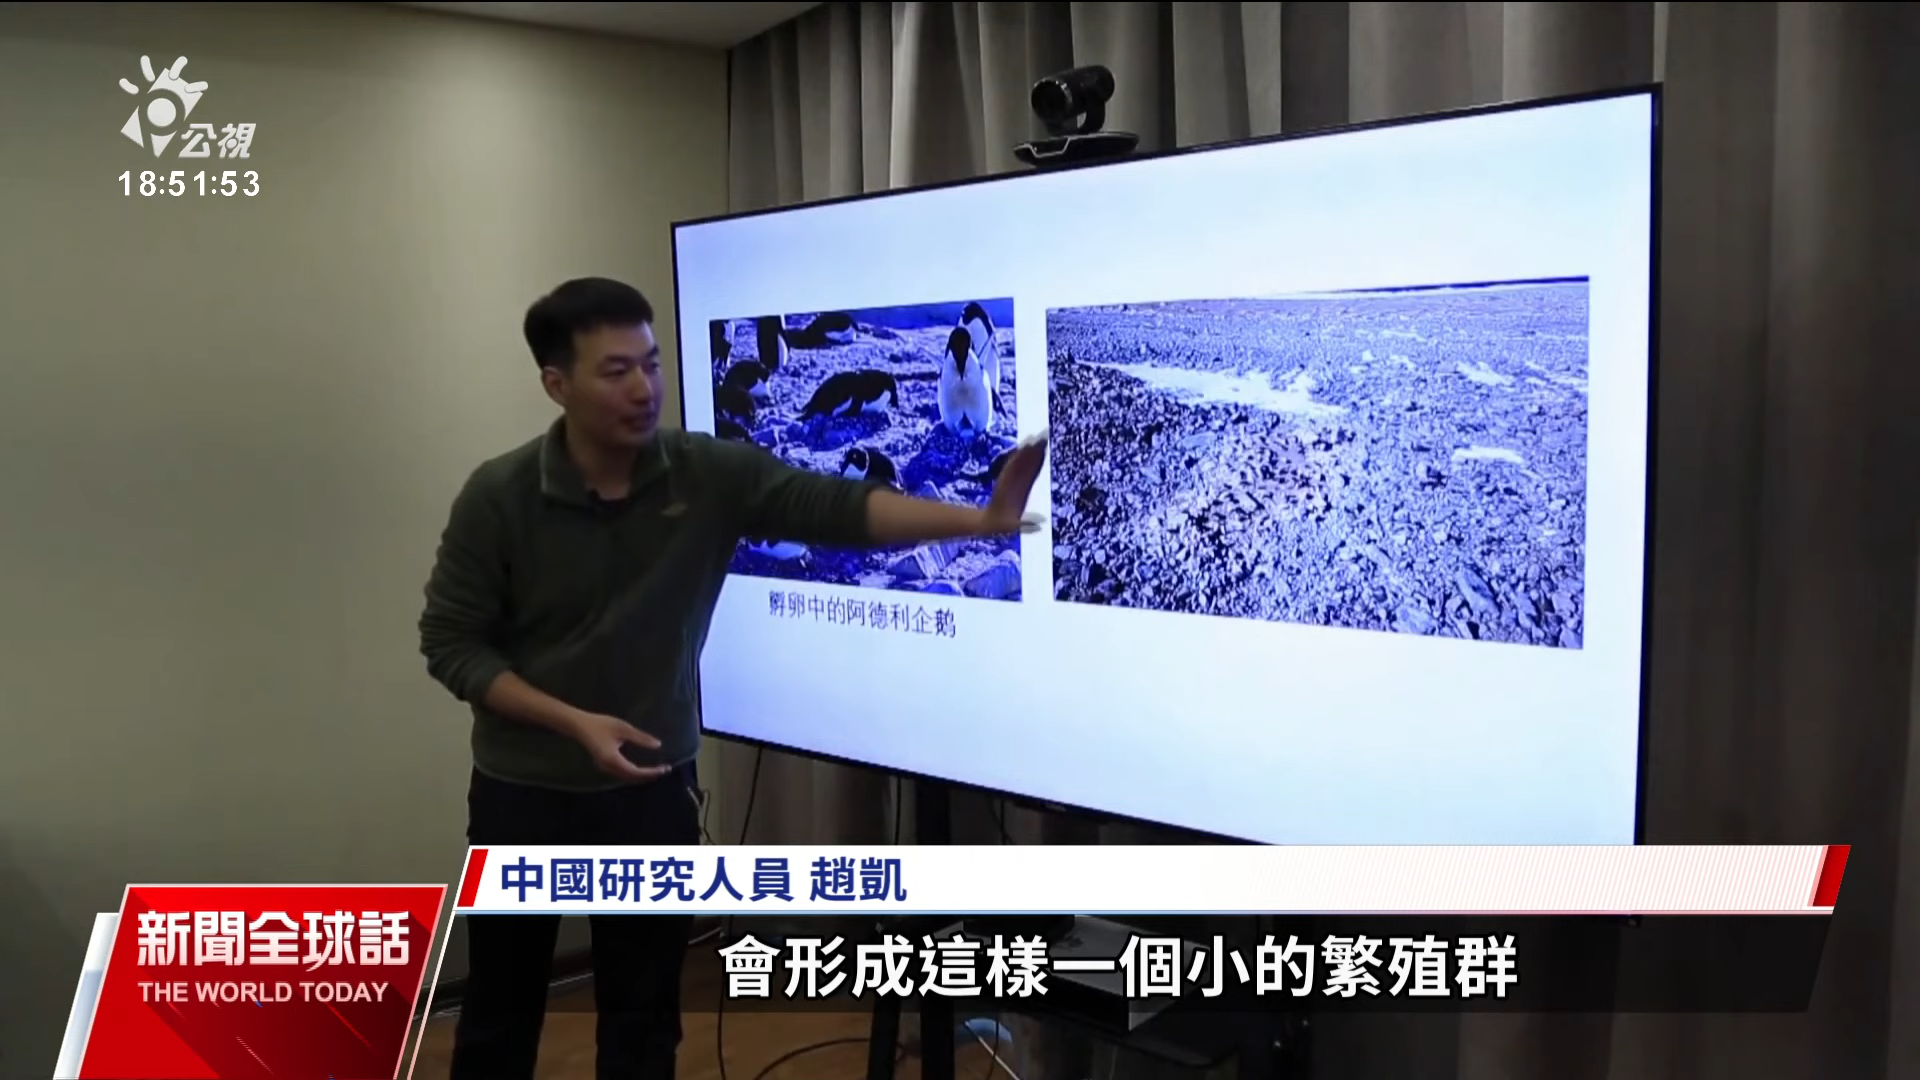 公視
18:51:53
孵卵中的阿德利企鹅
中國研究人員 趙凱
新聞全球話
THE WORLD TODAY
會形成這樣一個小的繁殖群